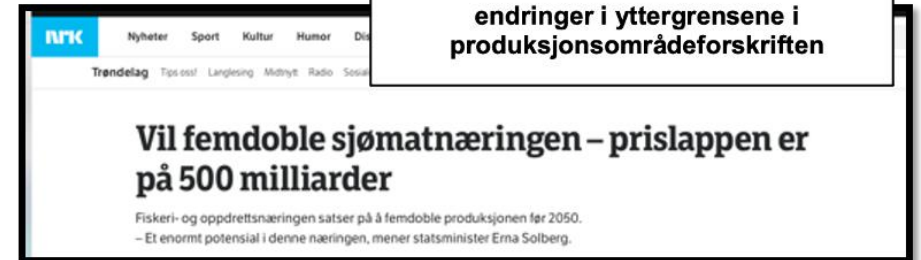 endringer i yttergrensene i
produksjonsområdeforskriften
nrk Nyheter Sport Kultur Humor
Trøndelag Tips oss! Langlesing Midtnytt Radio
Vil femdoble sjømatnæringen – prislappen er
på 500 milliarder
Fiskeri- og oppdrettsnæringen satser på å femdoble produksjonen før 2050.
– Et enormt potensial i denne næringen, mener statsminister Erna Solberg.